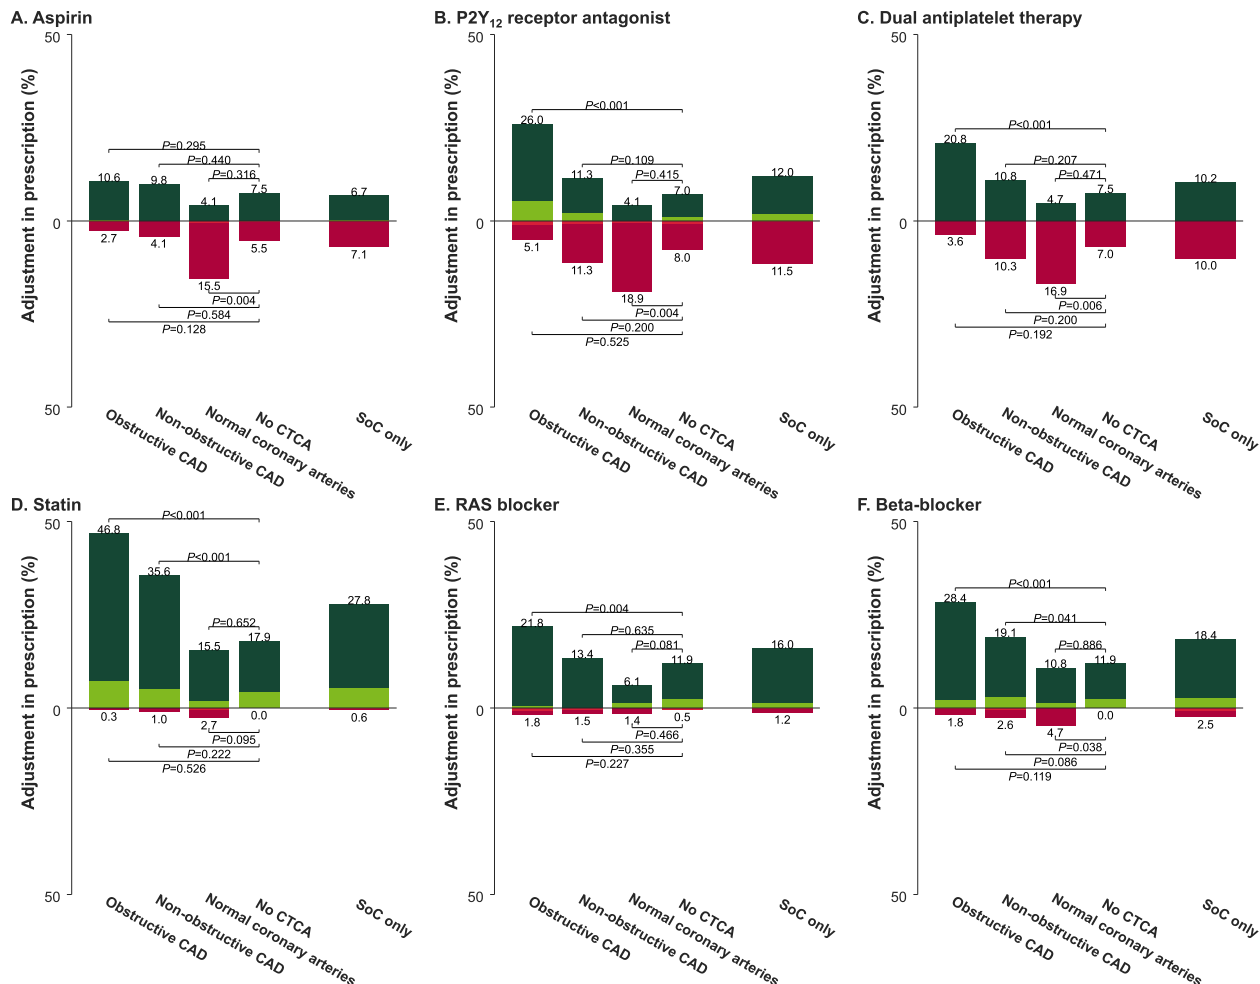 A. Aspirin
50
Adjustment in prescription (%)
P=0.295
P=0.440
P=0.316
10.6
9.8
4.1
7.5
6.7
0
2.7
4.1
15.5
5.5
7.1
P=0.004
P=0.584
P=0.128
50
Obstructive CAD
Non-obstructive CAD
Normal coronary arteries
No CTCA
SoC only
B. P2Y12 receptor antagonist
50
Adjustment in prescription (%)
P<0.001
26.0
P=0.109
P=0.415
11.3
4.1
7.0
12.0
0
5.1
11.3
18.9
8.0
11.5
P=0.004
P=0.200
P=0.525
50
Obstructive CAD
Non-obstructive CAD
Normal coronary arteries
No CTCA
SoC only
C. Dual antiplatelet therapy
50
Adjustment in prescription (%)
P<0.001
20.8
P=0.207
P=0.471
10.8
4.7
7.5
10.2
0
3.6
10.3
16.9
7.0
10.0
P=0.006
P=0.200
P=0.192
50
Obstructive CAD
Non-obstructive CAD
Normal coronary arteries
No CTCA
SoC only
D. Statin
50
Adjustment in prescription (%)
P<0.001
46.8
P<0.001
35.6
P=0.652
15.5
17.9
27.8
0
0.3
1.0
2.7
0.0
0.6
P=0.095
P=0.222
P=0.526
50
Obstructive CAD
Non-obstructive CAD
Normal coronary arteries
No CTCA
SoC only
E. RAS blocker
50
Adjustment in prescription (%)
P=0.004
21.8
P=0.635
P=0.081
13.4
6.1
11.9
16.0
0
1.8
1.5
1.4
0.5
1.2
P=0.466
P=0.355
P=0.227
50
Obstructive CAD
Non-obstructive CAD
Normal coronary arteries
No CTCA
SoC only
F. Beta-blocker
50
Adjustment in prescription (%)
P<0.001
28.4
P=0.041
19.1
P=0.886
10.8
11.9
18.4
0
1.8
2.6
4.7
0.0
2.5
P=0.038
P=0.086
P=0.119
50
Obstructive CAD
Non-obstructive CAD
Normal coronary arteries
No CTCA
SoC only